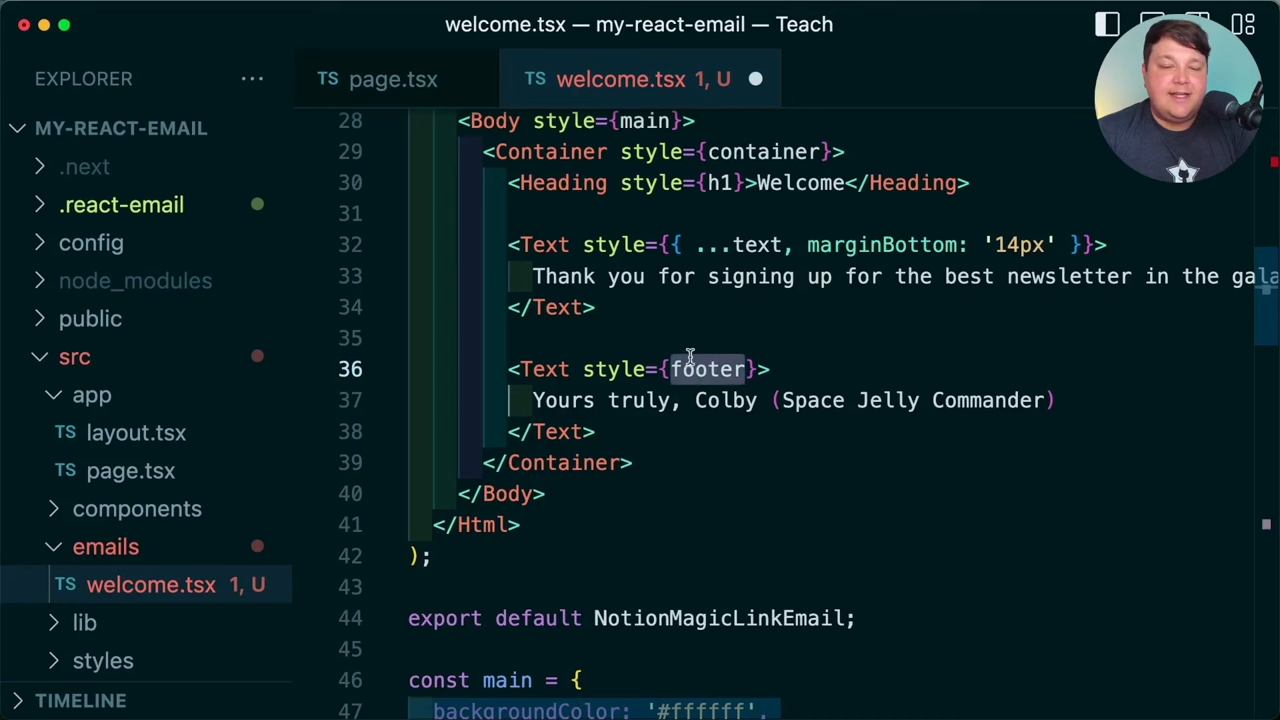 welcome.tsx — my-react-email — Teach
EXPLORER ···
TS page.tsx
TS welcome.tsx 1, U
MY-REACT-EMAIL
.next
.react-email
config
node_modules
public
src
app
TS layout.tsx
TS page.tsx
components
emails
TS welcome.tsx 1, U
lib
styles
TIMELINE
28 <Body style={main}>
29 <Container style={container}>
30 <Heading style={h1}>Welcome</Heading>
31
32 <Text style={{ ...text, marginBottom: '14px' }}>
33 Thank you for signing up for the best newsletter in the gala
34 </Text>
35
36 <Text style={footer}>
37 Yours truly, Colby (Space Jelly Commander)
38 </Text>
39 </Container>
40 </Body>
41 </Html>
42 );
43
44 export default NotionMagicLinkEmail;
45
46 const main = {
47 backgroundColor: '#ffffff',